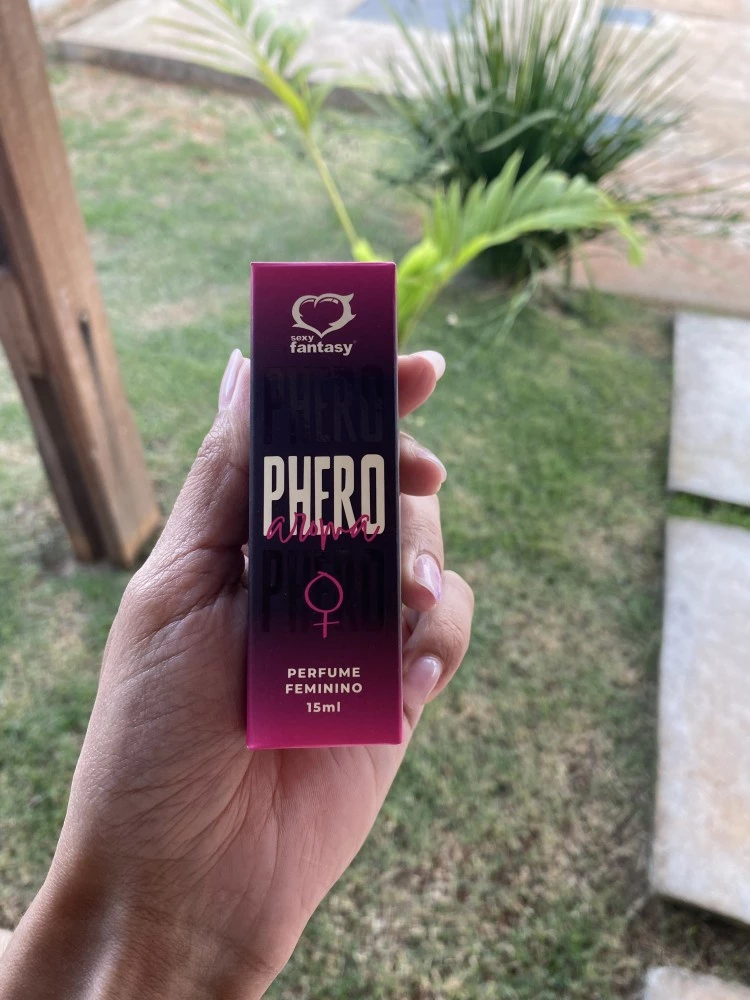 sexy
fantasy
PHERO
PHERO
aroma
PHERO
PERFUME
FEMININO
15ml